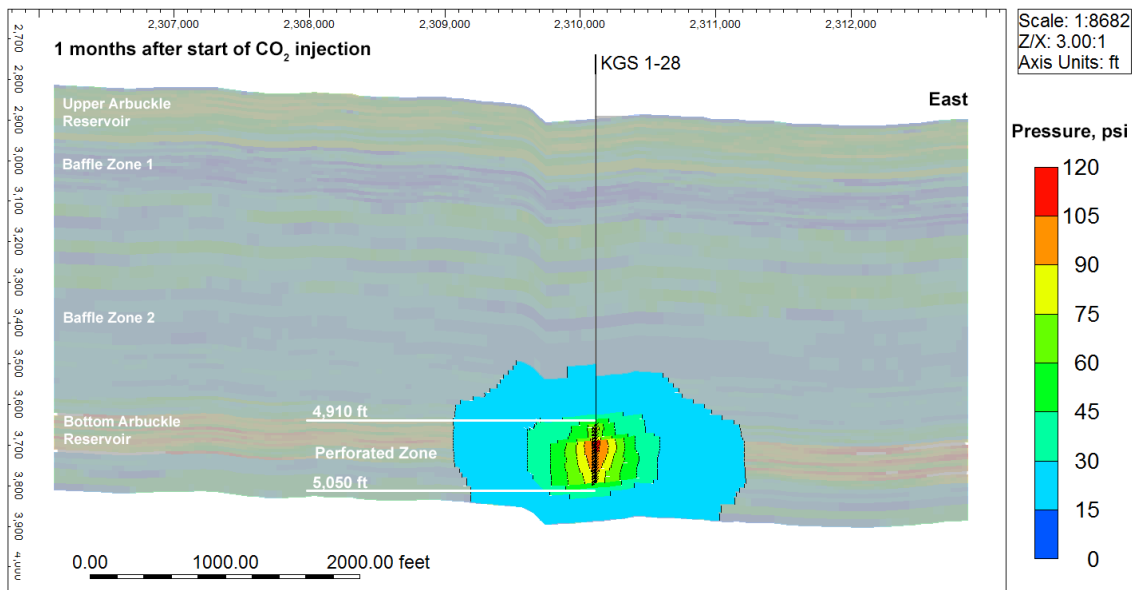 2,307,000 2,308,000 2,309,000 2,310,000 2,311,000 2,312,000
Scale: 1:8682
Z/X: 3.00:1
Axis Units: ft
1 months after start of CO2 injection
KGS 1-28
East
Upper Arbuckle
Reservoir
Baffle Zone 1
Baffle Zone 2
Bottom Arbuckle
Reservoir
4,910 ft
Perforated Zone
5,050 ft
2,700
2,800
2,900
3,000
3,100
3,200
3,300
3,400
3,500
3,600
3,700
3,800
3,900
Pressure, psi
120
105
90
75
60
45
30
15
0
0.00 1000.00 2000.00 feet